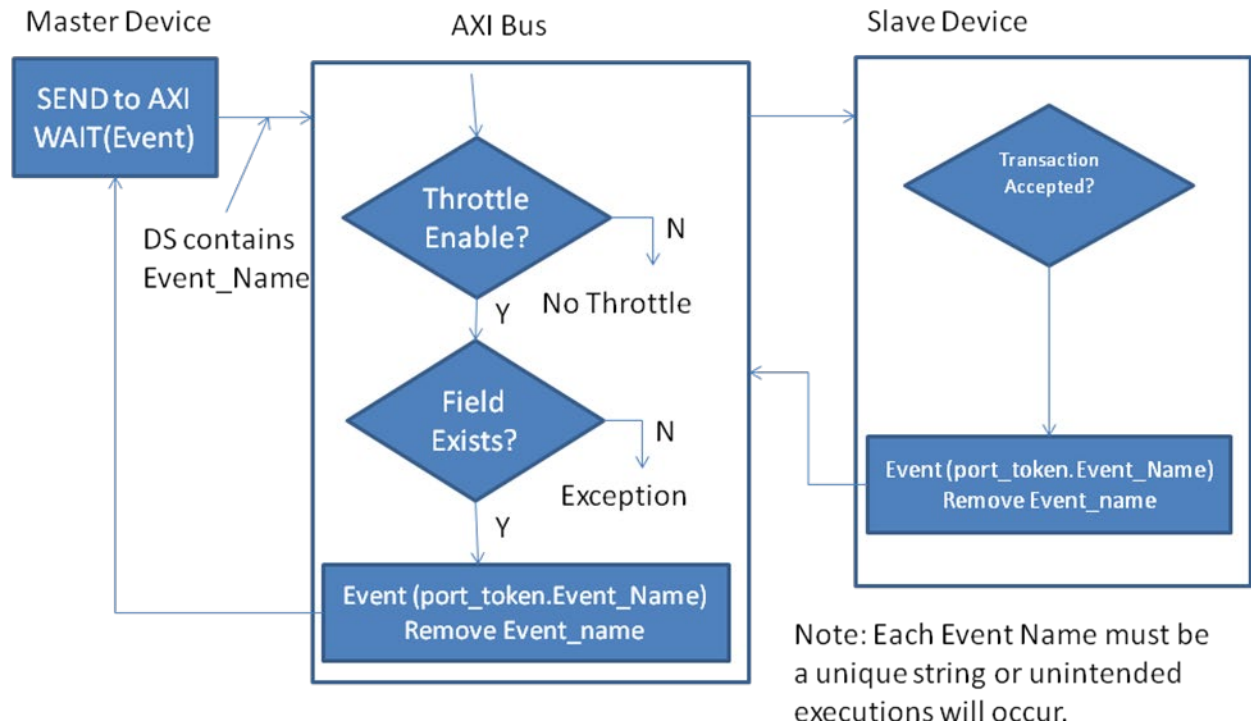 Master Device
AXI Bus
Slave Device
SEND to AXI
WAIT(Event)
DS contains
Event_Name
Throttle
Enable?
N
No Throttle
Y
Field
Exists?
N
Exception
Y
Event (port_token.Event_Name)
Remove Event_name
Transaction
Accepted?
Event (port_token.Event_Name)
Remove Event_name
Note: Each Event Name must be
a unique string or unintended
executions will occur.